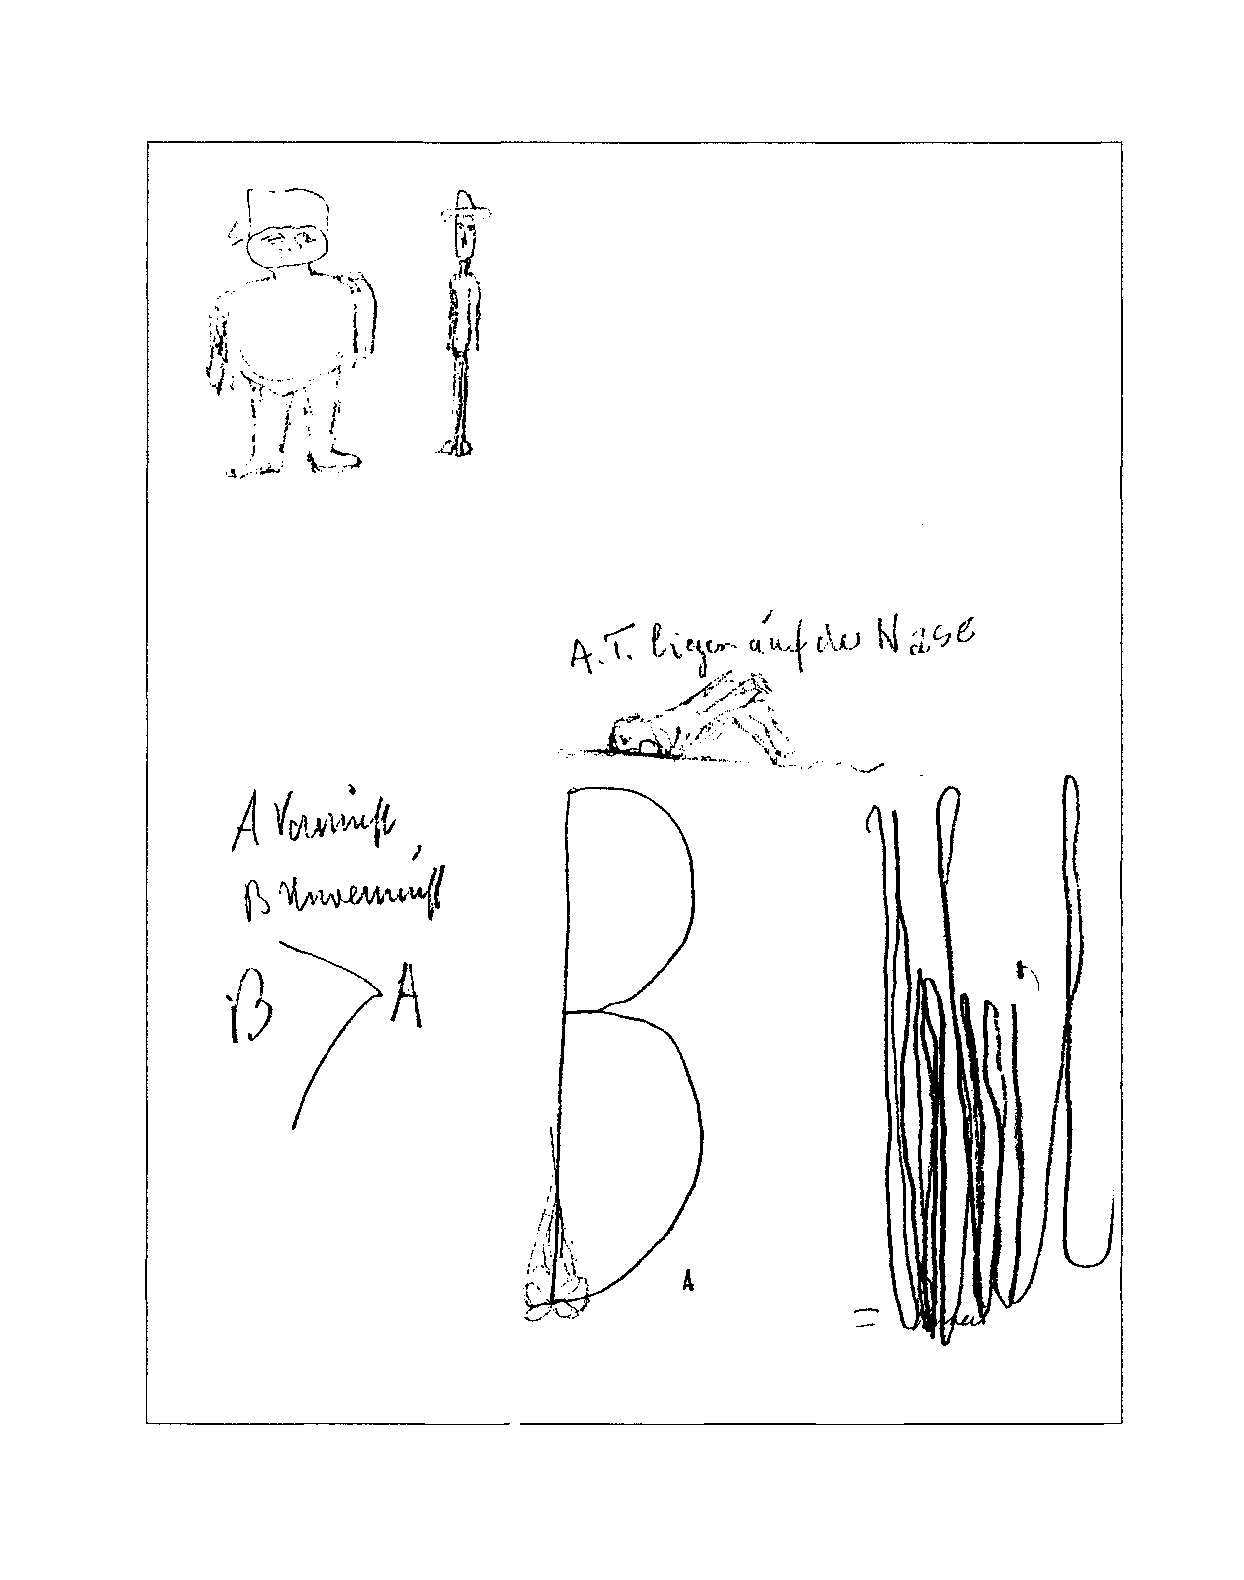 A.T. liegen auf der Nase
A Vernunft
B Unvernunft
B > A
B
A
=